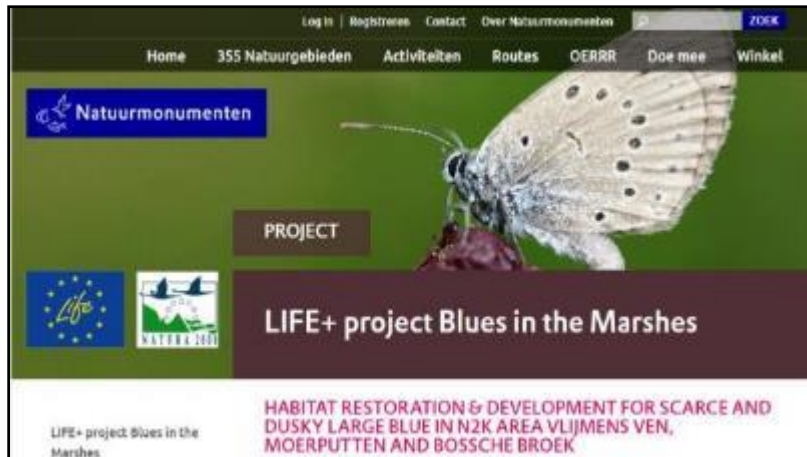 Log in | Registreren Contact Over Natuurmonumenten ZOEK
Home 355 Natuurgebieden Activiteiten Routes OERRR Doe mee Winkel
Natuurmonumenten
PROJECT
Life
NATURA 2000
LIFE+ project Blues in the Marshes
HABITAT RESTORATION & DEVELOPMENT FOR SCARCE AND
DUSKY LARGE BLUE IN N2K AREA VLIJMENS VEN,
MOERPUTTEN AND BOSSCHE BROEK
LIFE+ project Blues in the
Marshes